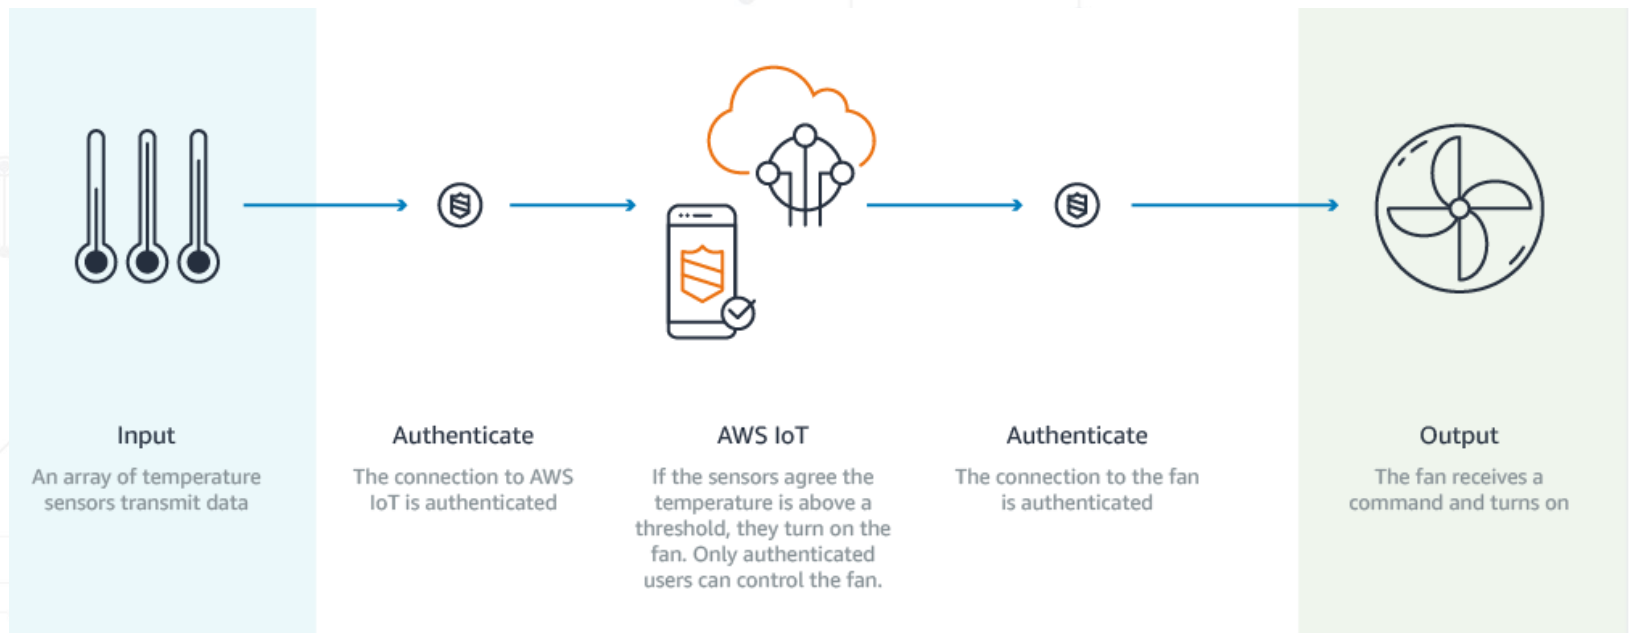 Input
An array of temperature
sensors transmit data
Authenticate
The connection to AWS
IoT is authenticated
AWS IoT
If the sensors agree the
temperature is above a
threshold, they turn on the
fan. Only authenticated
users can control the fan.
Authenticate
The connection to the fan
is authenticated
Output
The fan receives a
command and turns on